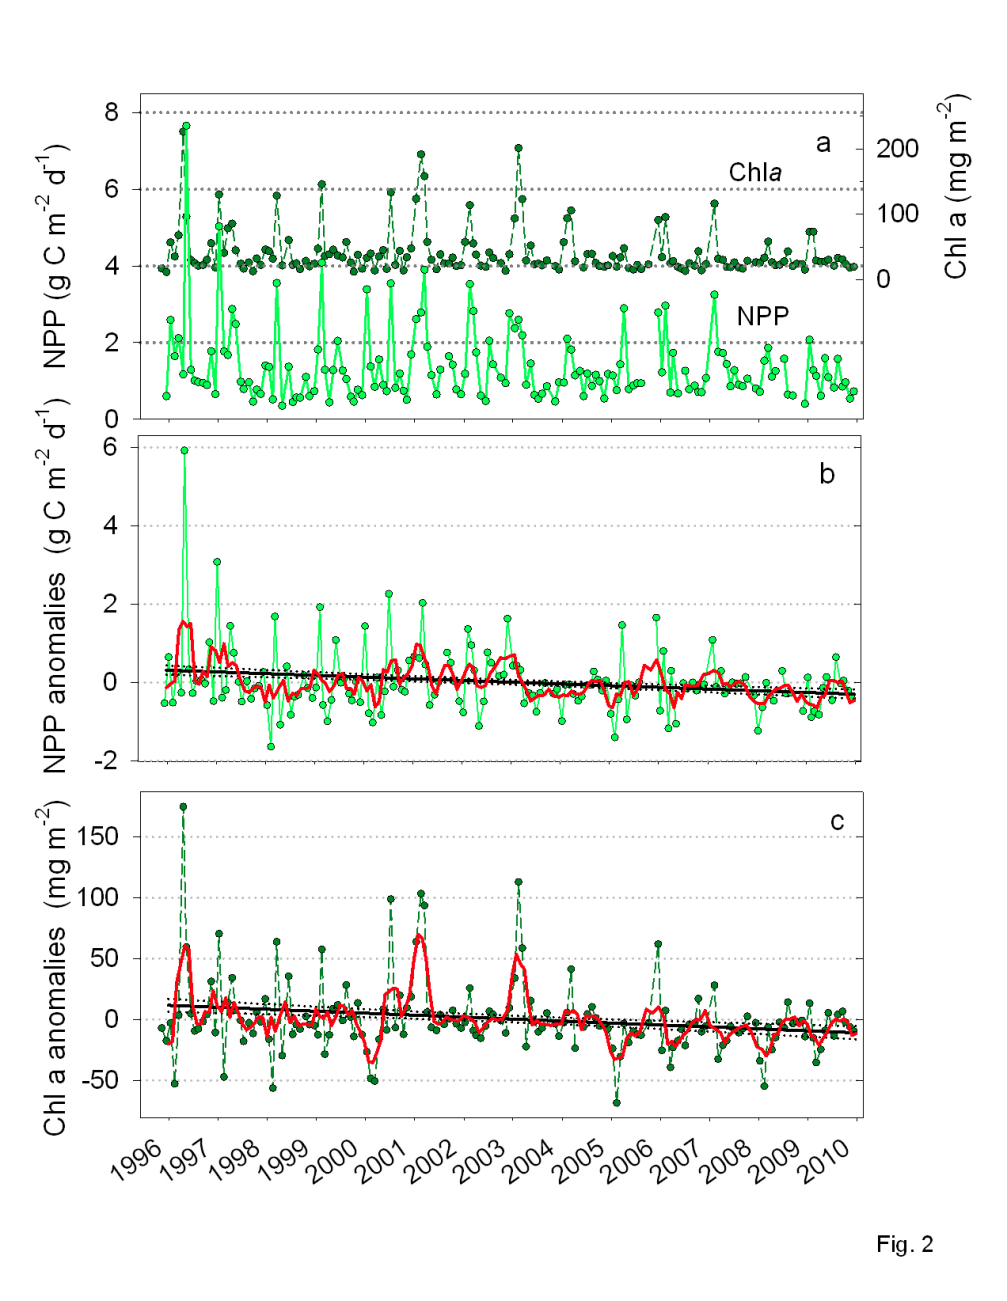 8
6
4
2
0
NPP (g C m-2 d-1)
a
Chla
NPP
200
100
0
Chl a (mg m-2)
6
4
2
0
-2
NPP anomalies (g C m-2 d-1)
b
150
100
50
0
-50
Chl a anomalies (mg m-2)
c
1996 1997 1998 1999 2000 2001 2002 2003 2004 2005 2006 2007 2008 2009 2010
Fig. 2